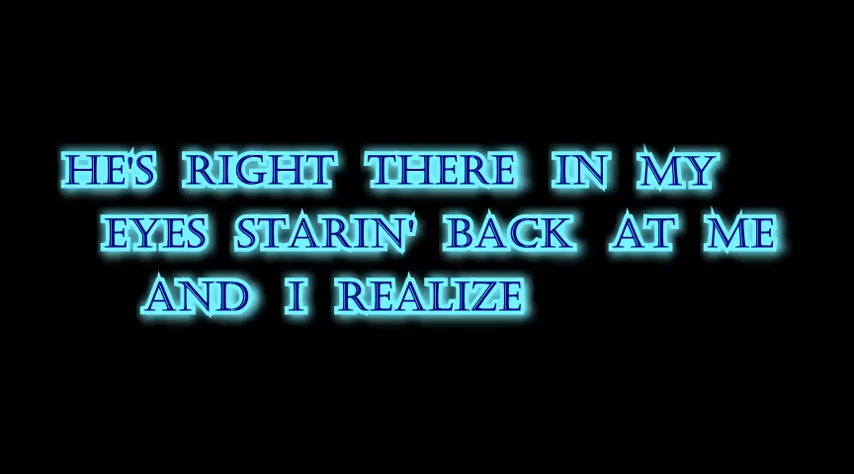 HE'S RIGHT THERE IN MY
EYES STARIN' BACK AT ME
AND I REALIZE